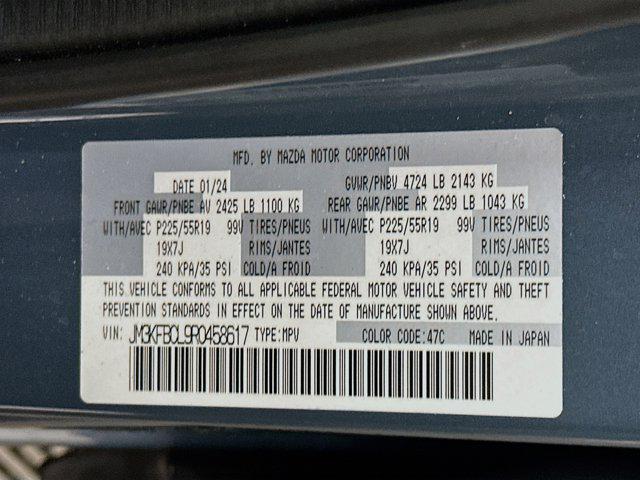 MFD. BY MAZDA MOTOR CORPORATION
DATE 01/24 GVWR/PNBV 4724 LB 2143 KG
FRONT GAWR/PNBE AV 2425 LB 1100 KG REAR GAWR/PNBE AR 2299 LB 1043 KG
WITH/AVEC P225/55R19 99V TIRES/PNEUS WITH/AVEC P225/55R19 99V TIRES/PNEUS
19X7J RIMS/JANTES 19X7J RIMS/JANTES
240 KPA/35 PSI COLD/A FROID 240 KPA/35 PSI COLD/A FROID
THIS VEHICLE CONFORMS TO ALL APPLICABLE FEDERAL MOTOR VEHICLE SAFETY AND THEFT
PREVENTION STANDARDS IN EFFECT ON THE DATE OF MANUFACTURE SHOWN ABOVE.
VIN: JM3KFBCL9R0458617 TYPE:MPV COLOR CODE:47C MADE IN JAPAN